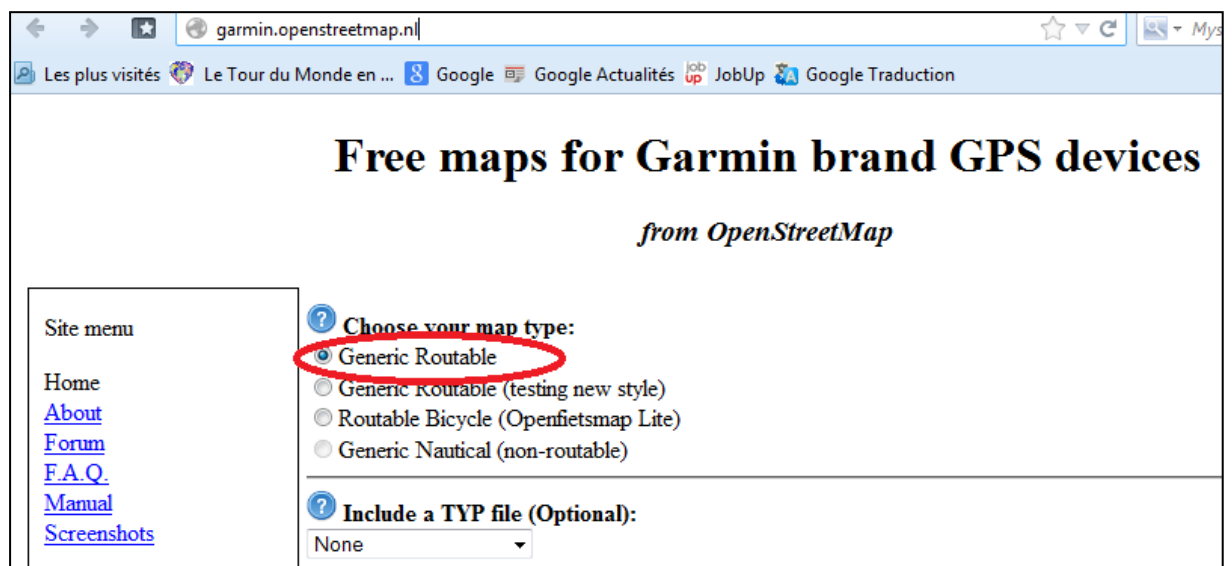 garmin.openstreetmap.nl
Mys
Les plus visités Le Tour du Monde en ... Google Google Actualités JobUp Google Traduction
Free maps for Garmin brand GPS devices
from OpenStreetMap
Site menu
Home
About
Forum
F.A.Q.
Manual
Screenshots
Choose your map type:
Generic Routable
Generic Routable (testing new style)
Routable Bicycle (Openfietsmap Lite)
Generic Nautical (non-routable)
Include a TYP file (Optional):
None